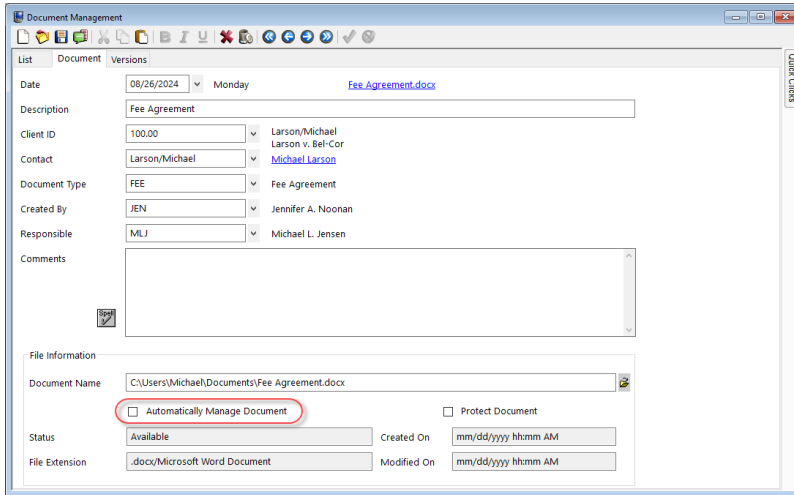 Document Management
B I U
List Document Versions
Quick Clicks
Date 08/26/2024 Monday Fee Agreement.docx
Description Fee Agreement
Client ID 100.00 Larson/Michael
Larson v. Bel-Cor
Contact Larson/Michael Michael Larson
Document Type FEE Fee Agreement
Created By JEN Jennifer A. Noonan
Responsible MLJ Michael L. Jensen
Comments
Spell
File Information
Document Name C:\Users\Michael\Documents\Fee Agreement.docx
Automatically Manage Document Protect Document
Status Available Created On mm/dd/yyyy hh:mm AM
File Extension .docx/Microsoft Word Document Modified On mm/dd/yyyy hh:mm AM